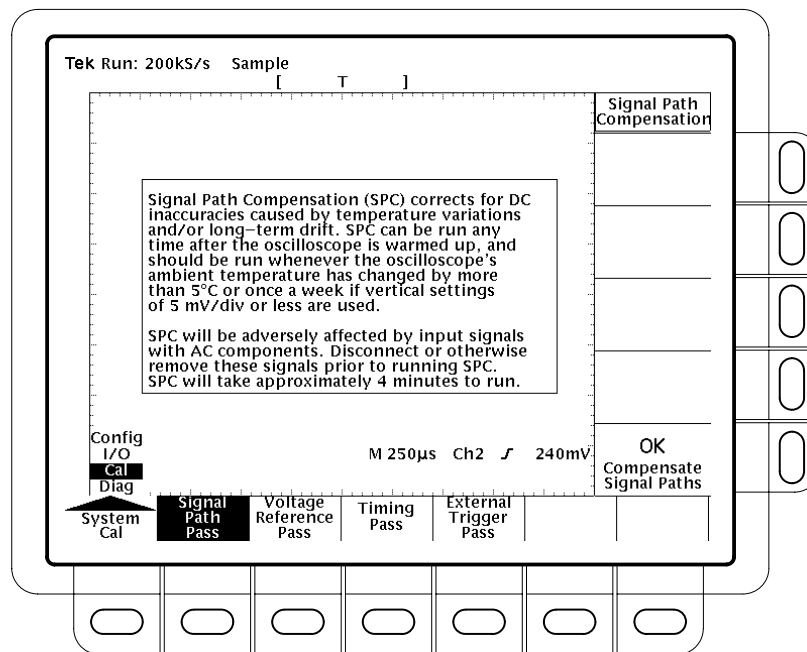 Tek Run: 200kS/s Sample
[ T ]
Signal Path
Compensation
Signal Path Compensation (SPC) corrects for DC
inaccuracies caused by temperature variations
and/or long-term drift. SPC can be run any
time after the oscilloscope is warmed up, and
should be run whenever the oscilloscope's
ambient temperature has changed by more
than 5°C or once a week if vertical settings
of 5 mV/div or less are used.
SPC will be adversely affected by input signals
with AC components. Disconnect or otherwise
remove these signals prior to running SPC.
SPC will take approximately 4 minutes to run.
Config
I/O
Cal
Diag
M 250µs Ch2 ∫ 240mV
OK
Compensate
Signal Paths
System
Cal
Signal
Path
Pass
Voltage
Reference
Pass
Timing
Pass
External
Trigger
Pass